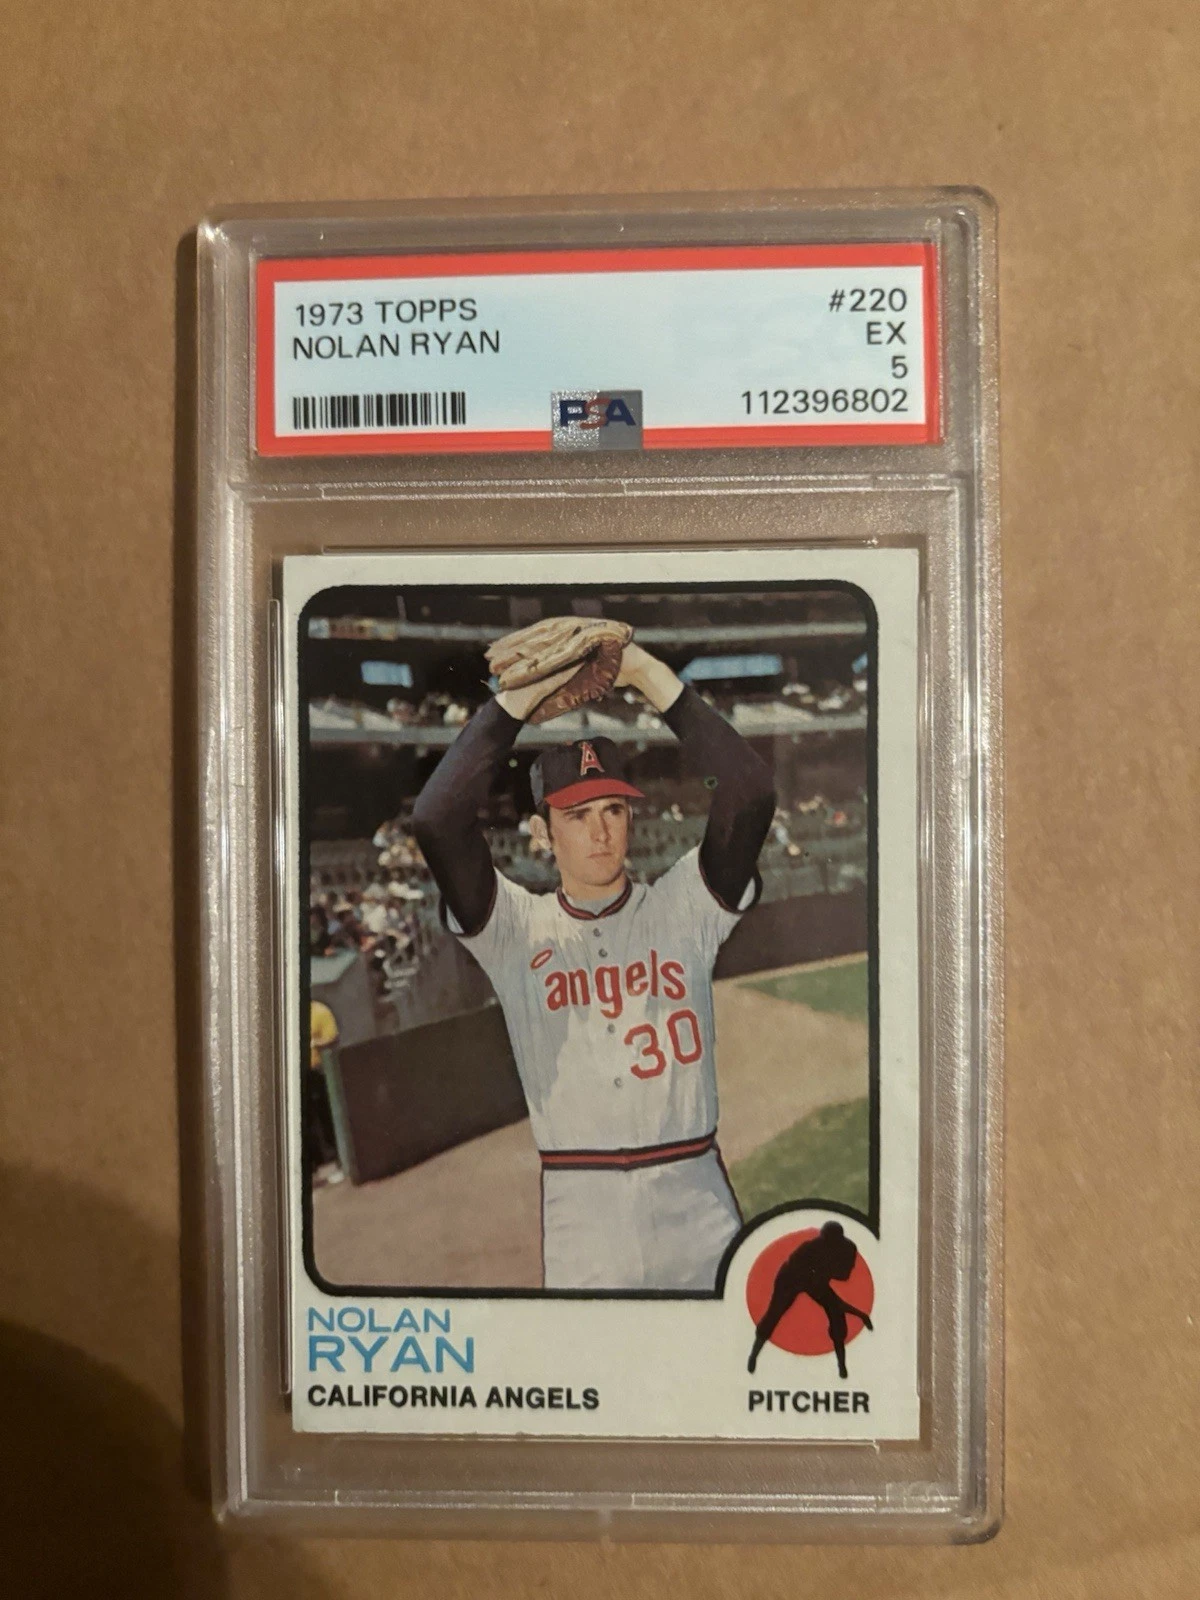 1973 TOPPS #220
NOLAN RYAN EX
5
PSA 112396802
A
angels
30
NOLAN
RYAN
CALIFORNIA ANGELS PITCHER